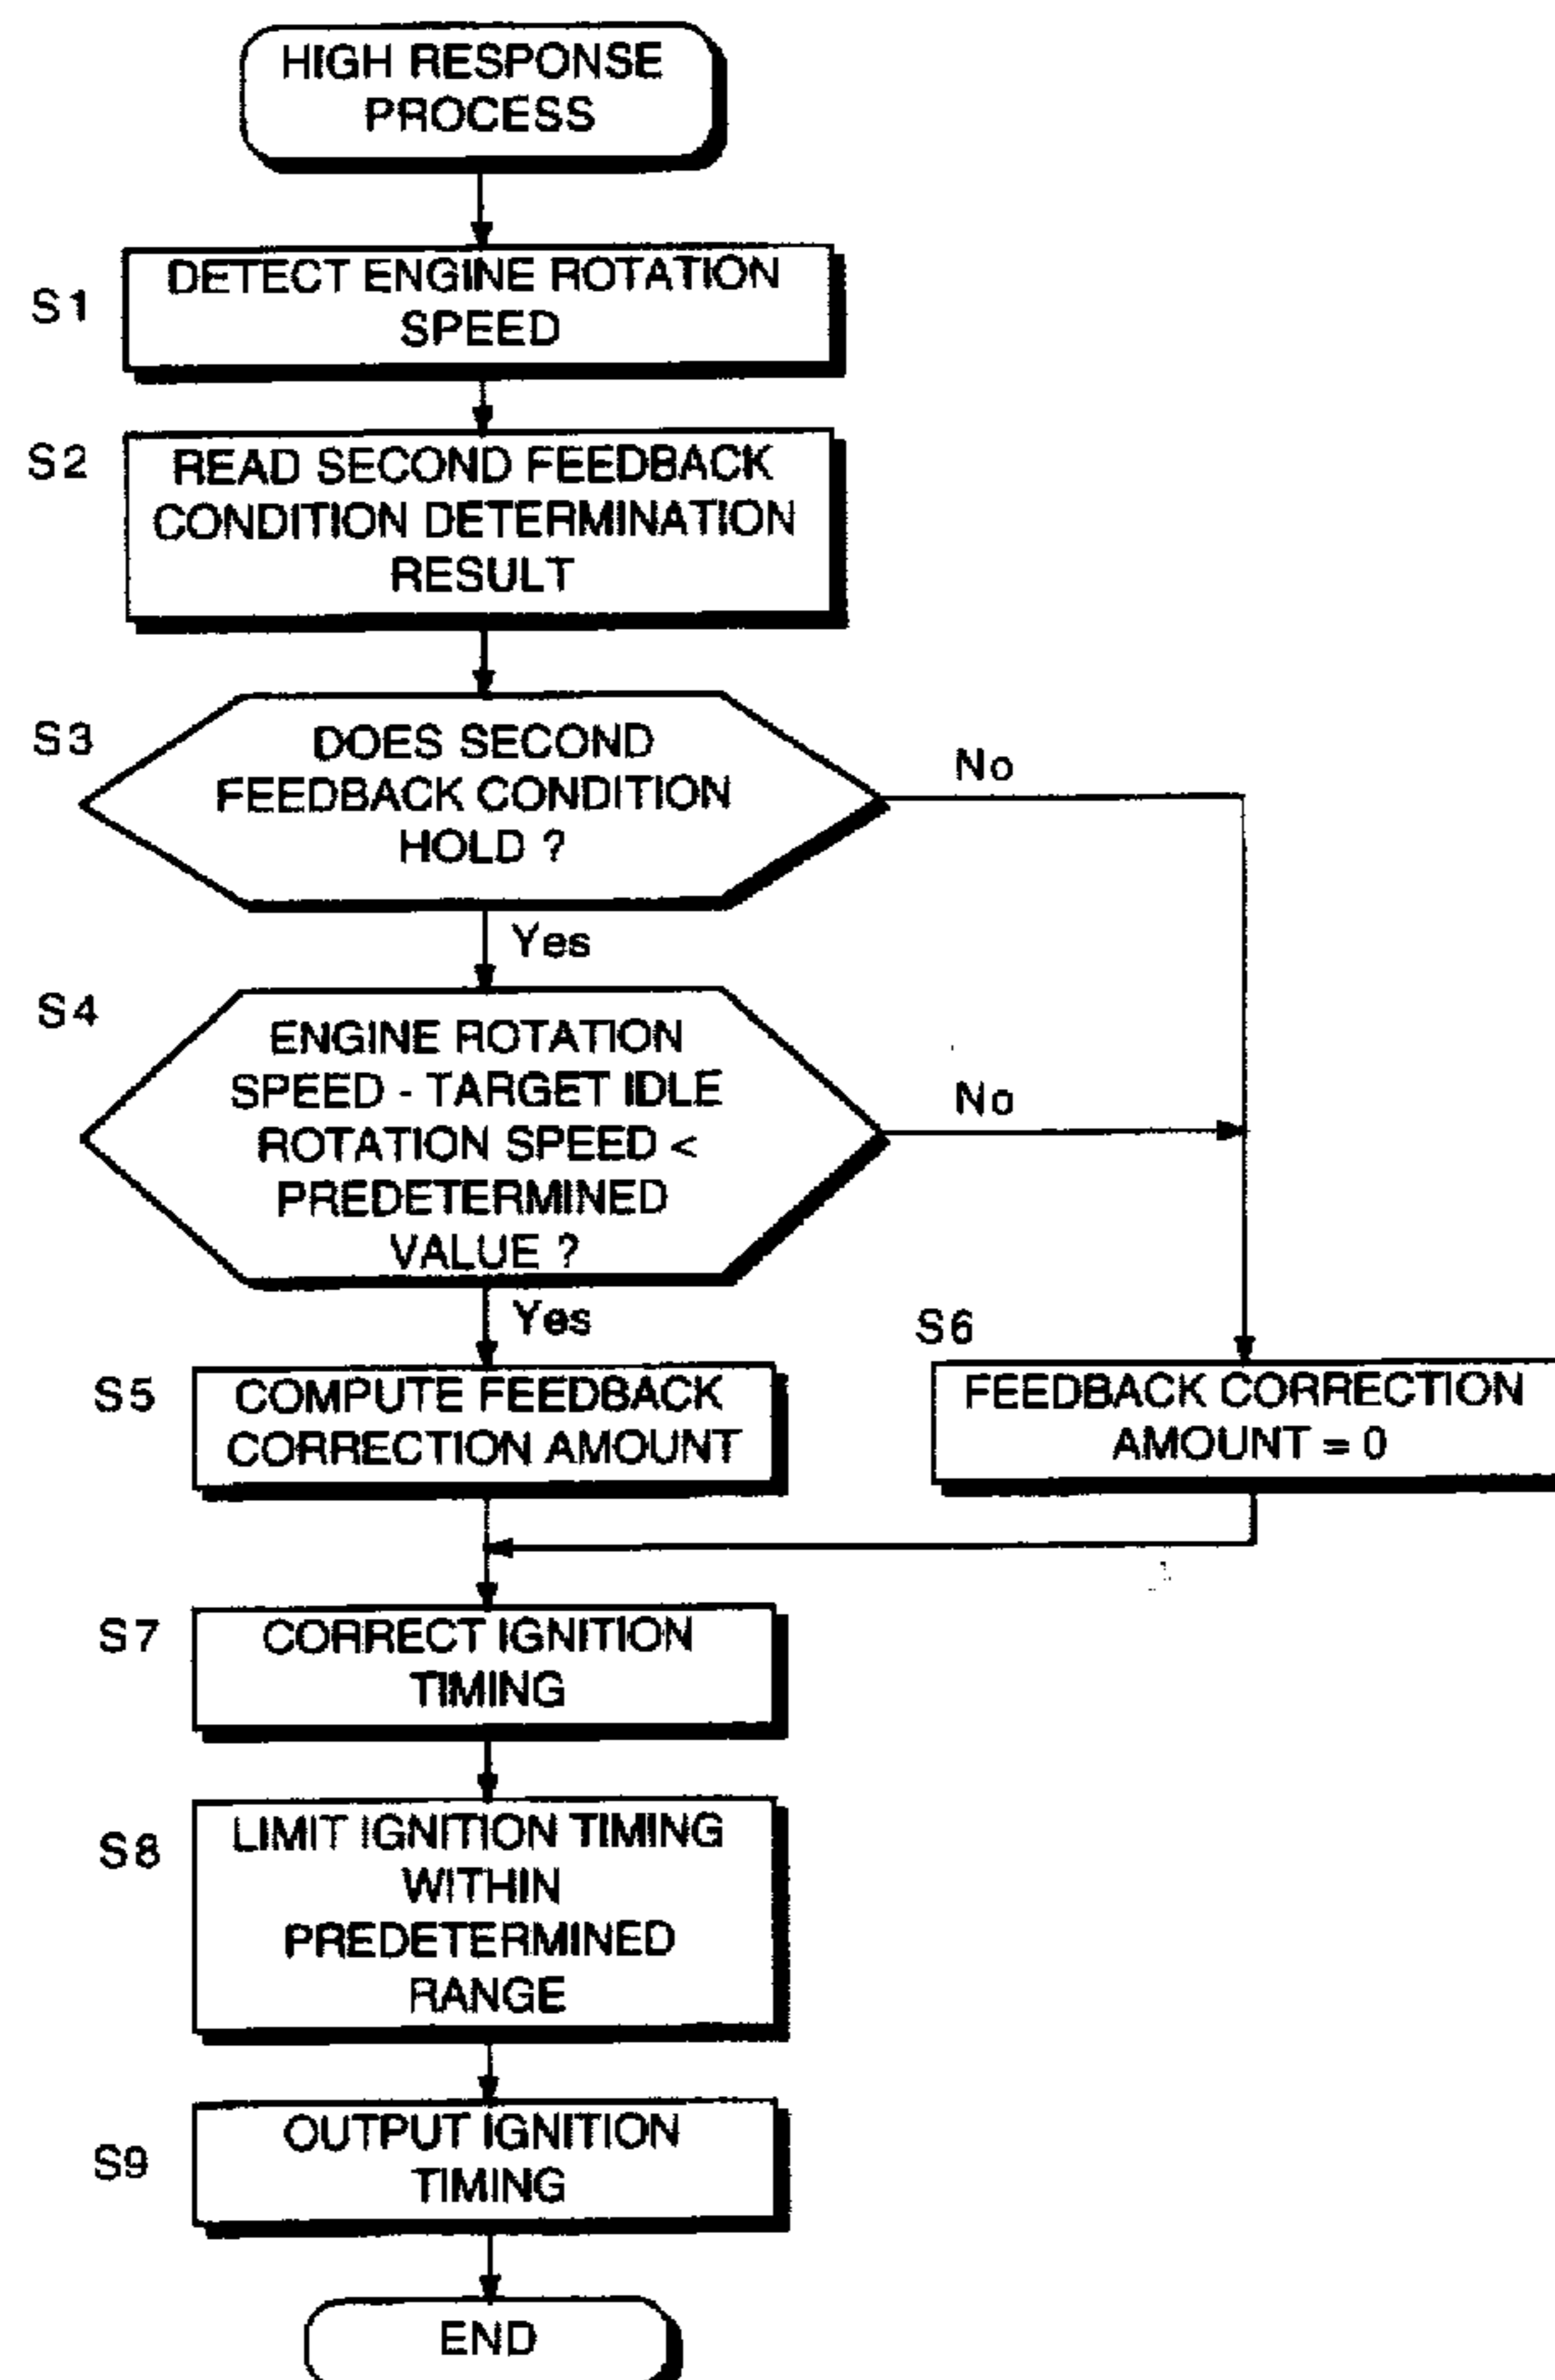 HIGH RESPONSE
PROCESS
S1
DETECT ENGINE ROTATION
SPEED
S2
READ SECOND FEEDBACK
CONDITION DETERMINATION
RESULT
S3
DOES SECOND
FEEDBACK CONDITION
HOLD ?
No
Yes
S4
ENGINE ROTATION
SPEED - TARGET IDLE
ROTATION SPEED <
PREDETERMINED
VALUE ?
No
Yes
S5
COMPUTE FEEDBACK
CORRECTION AMOUNT
S6
FEEDBACK CORRECTION
AMOUNT = 0
S7
CORRECT IGNITION
TIMING
S8
LIMIT IGNITION TIMING
WITHIN
PREDETERMINED
RANGE
S9
OUTPUT IGNITION
TIMING
END